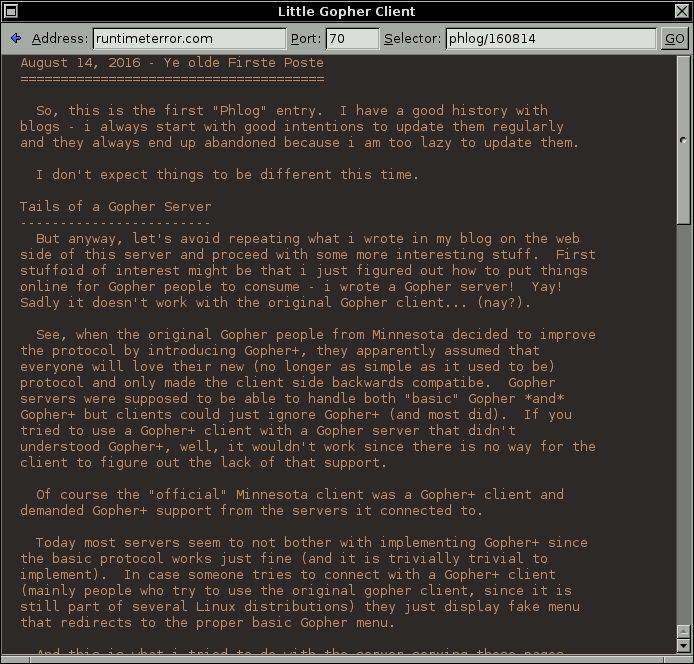 Little Gopher Client
Address: runtimeterror.com Port: 70 Selector: phlog/160814 GO
August 14, 2016 - Ye olde Firste Poste
======================================
So, this is the first "Phlog" entry. I have a good history with
blogs - i always start with good intentions to update them regularly
and they always end up abandoned because i am too lazy to update them.
I don't expect things to be different this time.
Tails of a Gopher Server
------------------------
But anyway, let's avoid repeating what i wrote in my blog on the web
side of this server and proceed with some more interesting stuff. First
stuffoid of interest might be that i just figured out how to put things
online for Gopher people to consume - i wrote a Gopher server! Yay!
Sadly it doesn't work with the original Gopher client... (nay?).
See, when the original Gopher people from Minnesota decided to improve
the protocol by introducing Gopher+, they apparently assumed that
everyone will love their new (no longer as simple as it used to be)
protocol and only made the client side backwards compatibe. Gopher
servers were supposed to be able to handle both "basic" Gopher *and*
Gopher+ but clients could just ignore Gopher+ (and most did). If you
tried to use a Gopher+ client with a Gopher server that didn't
understood Gopher+, well, it wouldn't work since there is no way for the
client to figure out the lack of that support.
Of course the "official" Minnesota client was a Gopher+ client and
demanded Gopher+ support from the servers it connected to.
Today most servers seem to not bother with implementing Gopher+ since
the basic protocol works just fine (and it is trivially trivial to
implement). In case someone tries to connect with a Gopher+ client
(mainly people who try to use the original gopher client, since it is
still part of several Linux distributions) they just display fake menu
that redirects to the proper basic Gopher menu.
And this is what i tried to do with the server serving these pages